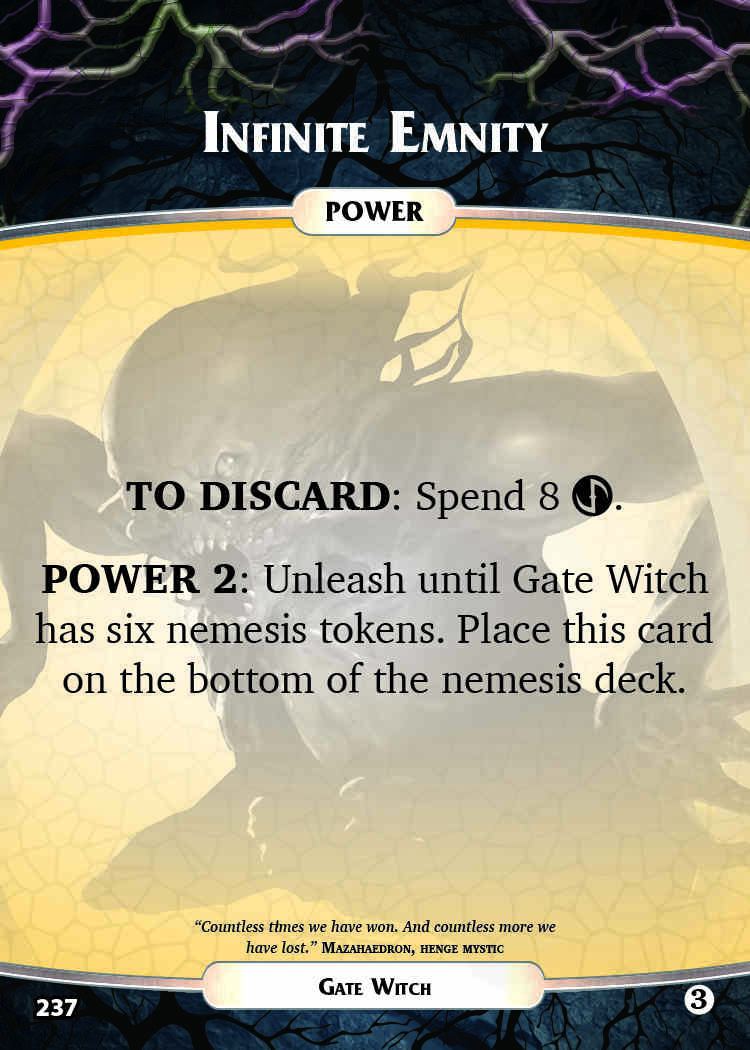 Infinite Emnity
POWER
TO DISCARD: Spend 8 .
POWER 2: Unleash until Gate Witch
has six nemesis tokens. Place this card
on the bottom of the nemesis deck.
“Countless times we have won. And countless more we
have lost.” Mazahaedron, henge mystic
Gate Witch
237
3